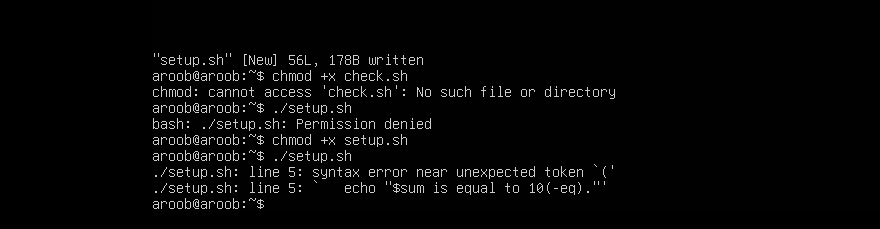 "setup.sh" [New] 56L, 178B written
aroob@aroob:~$ chmod +x check.sh
chmod: cannot access 'check.sh': No such file or directory
aroob@aroob:~$ ./setup.sh
bash: ./setup.sh: Permission denied
aroob@aroob:~$ chmod +x setup.sh
aroob@aroob:~$ ./setup.sh
./setup.sh: line 5: syntax error near unexpected token `('
./setup.sh: line 5: `   echo "$sum is equal to 10(-eq)."'
aroob@aroob:~$